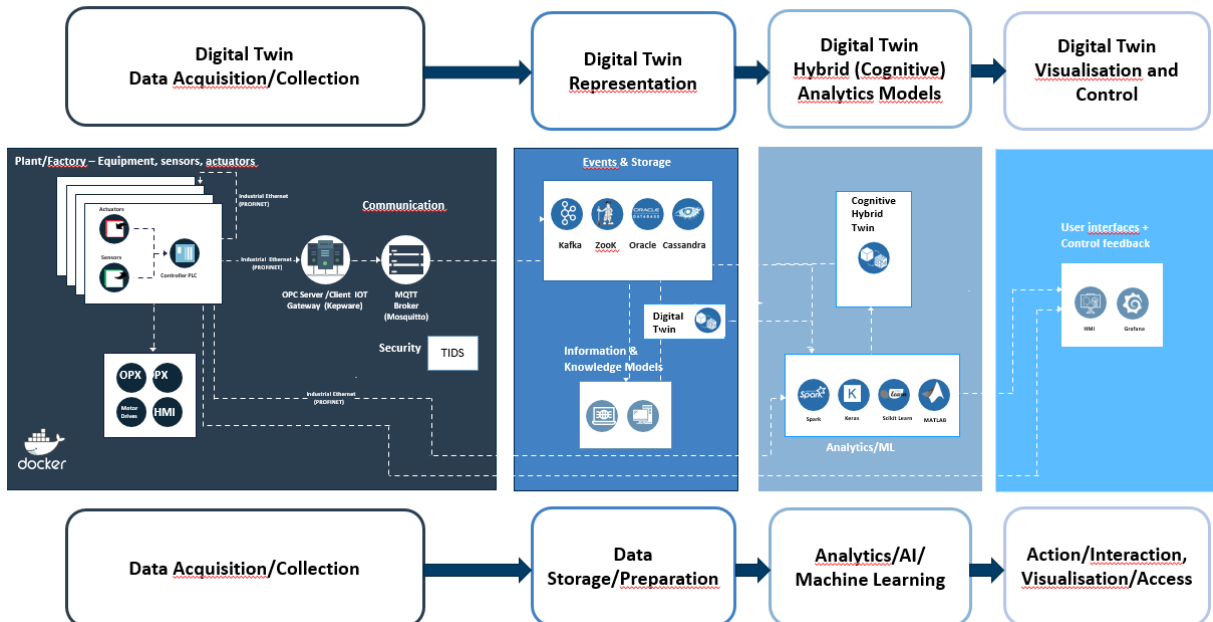 Digital Twin
Data Acquisition/Collection
Digital Twin
Representation
Digital Twin
Hybrid (Cognitive)
Analytics Models
Digital Twin
Visualisation and
Control
Plant/Factory – Equipment, sensors, actuators
Actuators
Sensors
Controller PLC
Industrial Ethernet
(PROFINET)
Communication
Industrial Ethernet
(PROFINET)
OPC Server /Client IOT
Gateway (Kepware)
MQTT
Broker
(Mosquitto)
Security
TIDS
OPX
PX
Motor
Drives
HMI
Industrial Ethernet
(PROFINET)
docker
Events & Storage
ORACLE
DATABASE
Kafka
ZooK
Oracle
Cassandra
Digital
Twin
Information &
Knowledge Models
Cognitive
Hybrid
Twin
Spark
K
learn
Spark
Keras
Scikit Learn
MATLAB
Analytics/ML
User interfaces +
Control feedback
HMI
Grafana
Data Acquisition/Collection
Data
Storage/Preparation
Analytics/AI/
Machine Learning
Action/Interaction,
Visualisation/Access